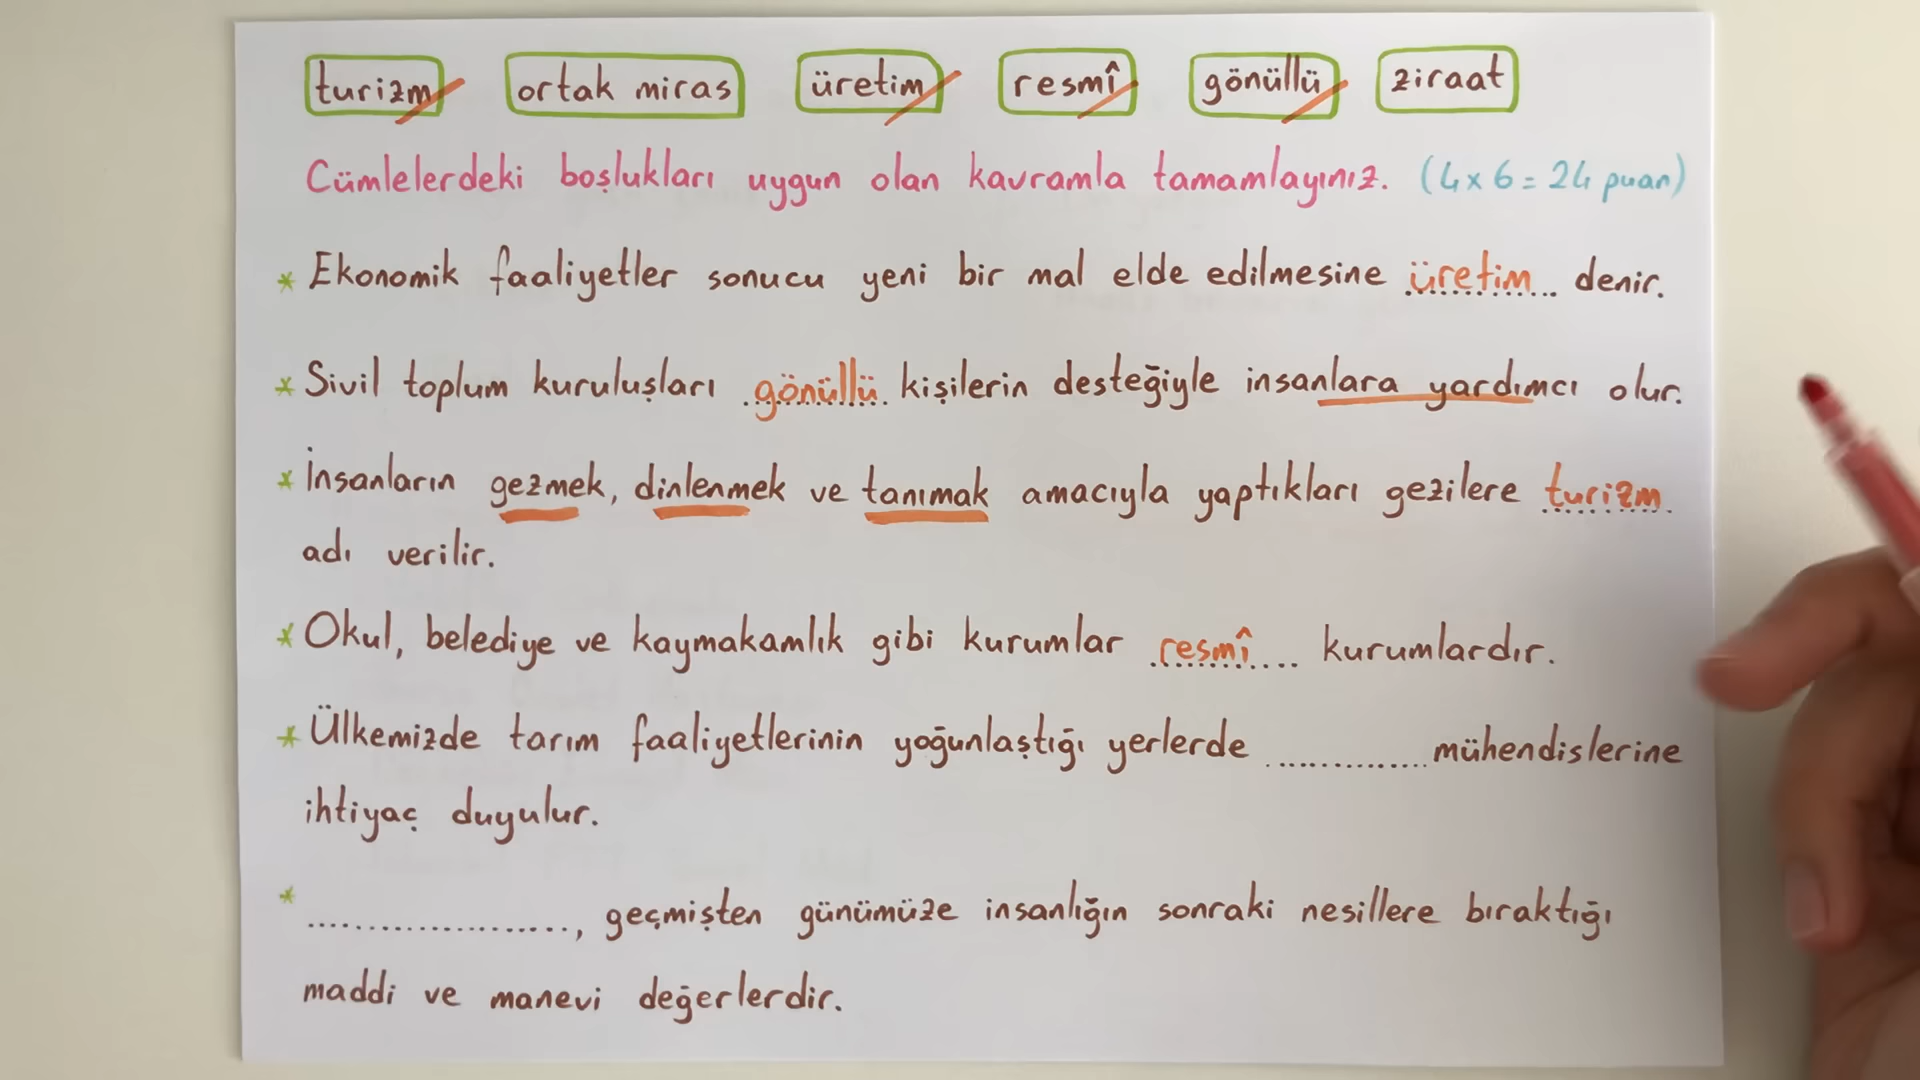 turizm ortak miras üretim resmî gönüllü ziraat
Cümlelerdeki boşlukları uygun olan kavramla tamamlayınız. (4x6=24 puan)
* Ekonomik faaliyetler sonucu yeni bir mal elde edilmesine üretim... denir.
* Sivil toplum kuruluşları .gönüllü. kişilerin desteğiyle insanlara yardımcı olur.
* İnsanların gezmek, dinlenmek ve tanımak amacıyla yaptıkları gezilere turizm.
adı verilir.
* Okul, belediye ve kaymakamlık gibi kurumlar .resmî.... kurumlardır.
* Ülkemizde tarım faaliyetlerinin yoğunlaştığı yerlerde .............. mühendislerine
ihtiyaç duyulur.
* ......................, geçmişten günümüze insanlığın sonraki nesillere bıraktığı
maddi ve manevi değerlerdir.